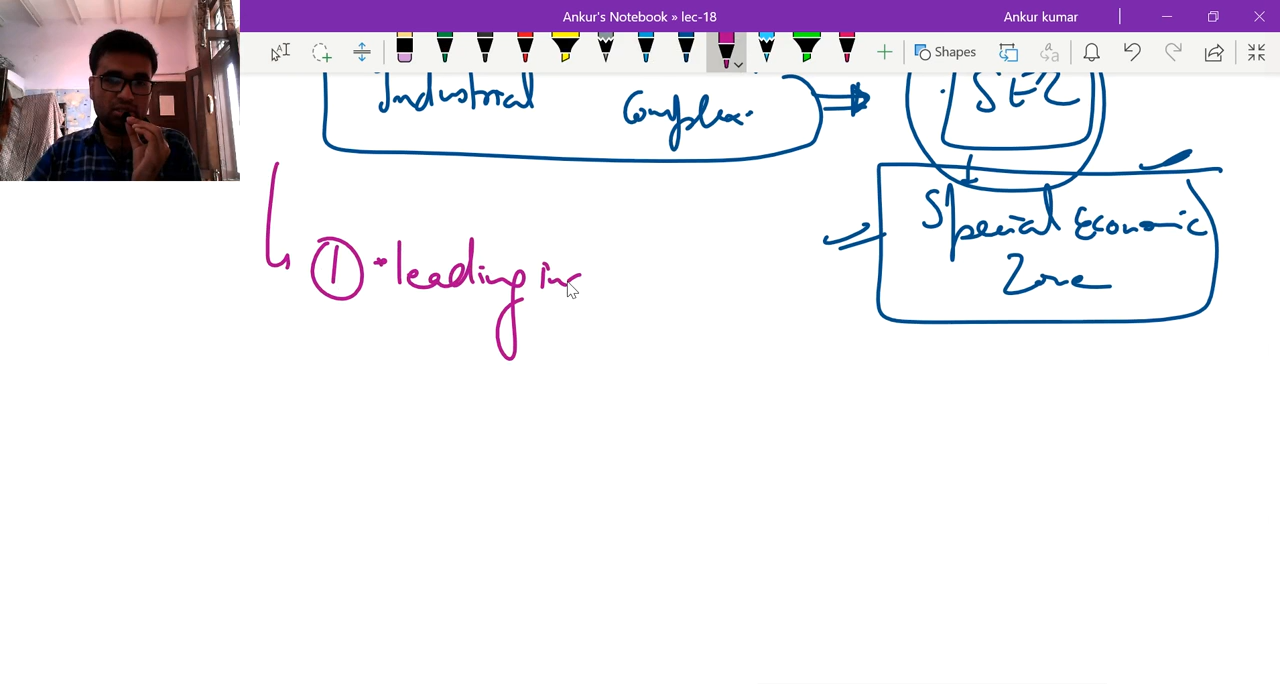 Ankur's Notebook » lec-18
Ankur kumar
Shapes
Industrial Complex
SEZ
Special Economic
Zone
① * leading in